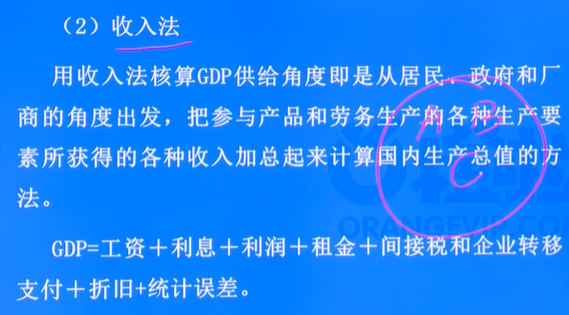 （2）收入法
用收入法核算GDP供给角度即是从居民、政府和厂
商的角度出发，把参与产品和劳务生产的各种生产要
素所获得的各种收入加总起来计算国内生产总值的方
法。
GDP=工资＋利息＋利润＋租金＋间接税和企业转移
支付＋折旧+统计误差。
A B
C
ORANGEVIP.COM